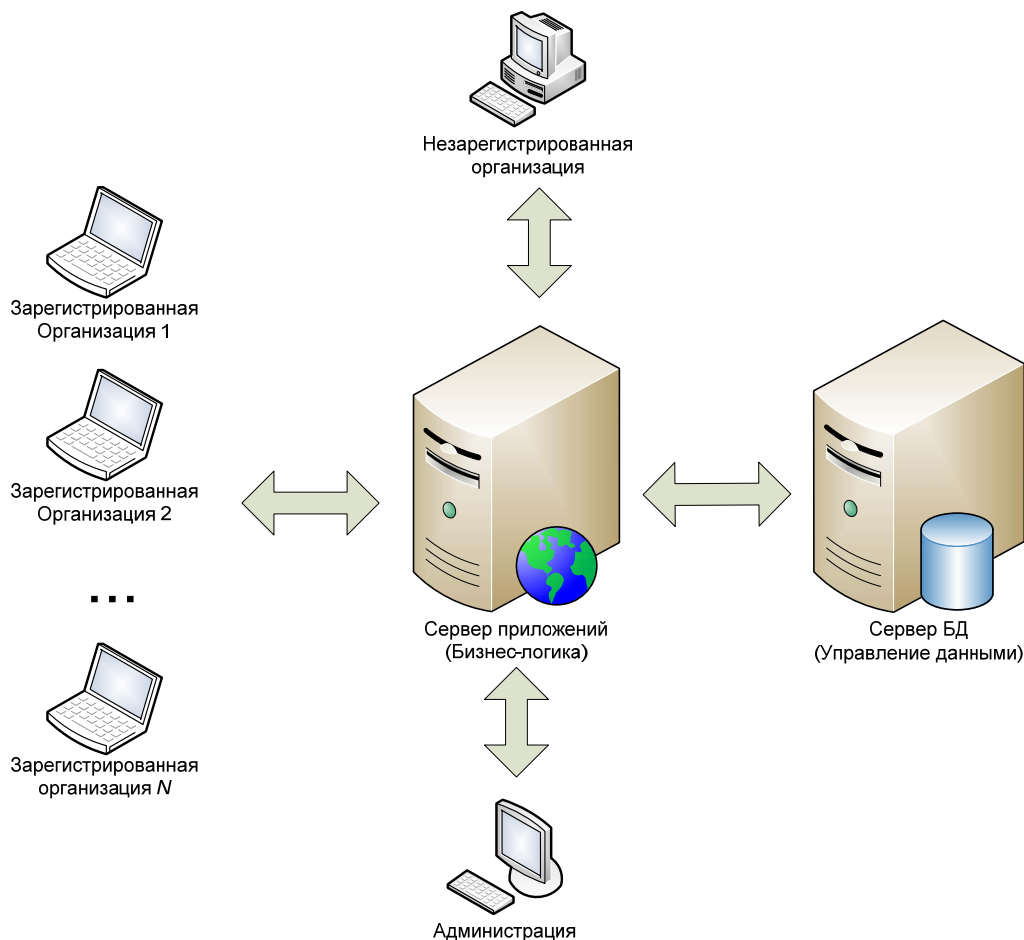 Незарегистрированная
организация
Зарегистрированная
Организация 1
Зарегистрированная
Организация 2
...
Зарегистрированная
организация N
Сервер приложений
(Бизнес-логика)
Сервер БД
(Управление данными)
Администрация